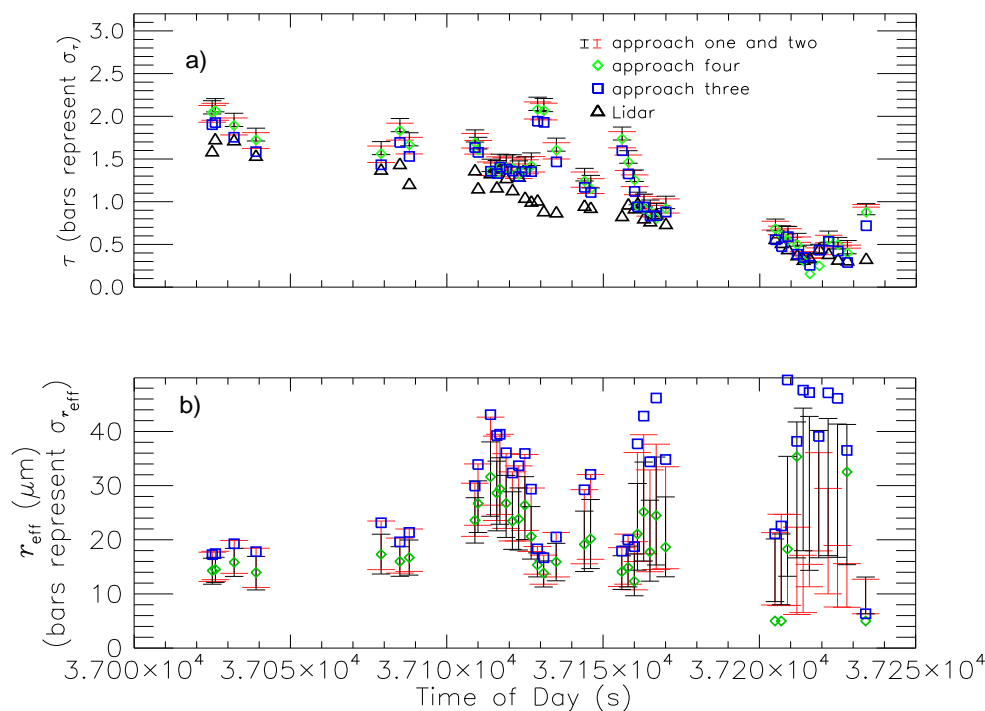 a)
τ (bars represent στ)
3.0
2.5
2.0
1.5
1.0
0.5
0.0
approach one and two
approach four
approach three
Lidar
b)
reff (μm)
(bars represent σreff)
40
30
20
10
0
3.700×10⁴ 3.705×10⁴ 3.710×10⁴ 3.715×10⁴ 3.720×10⁴ 3.725×10⁴
Time of Day (s)